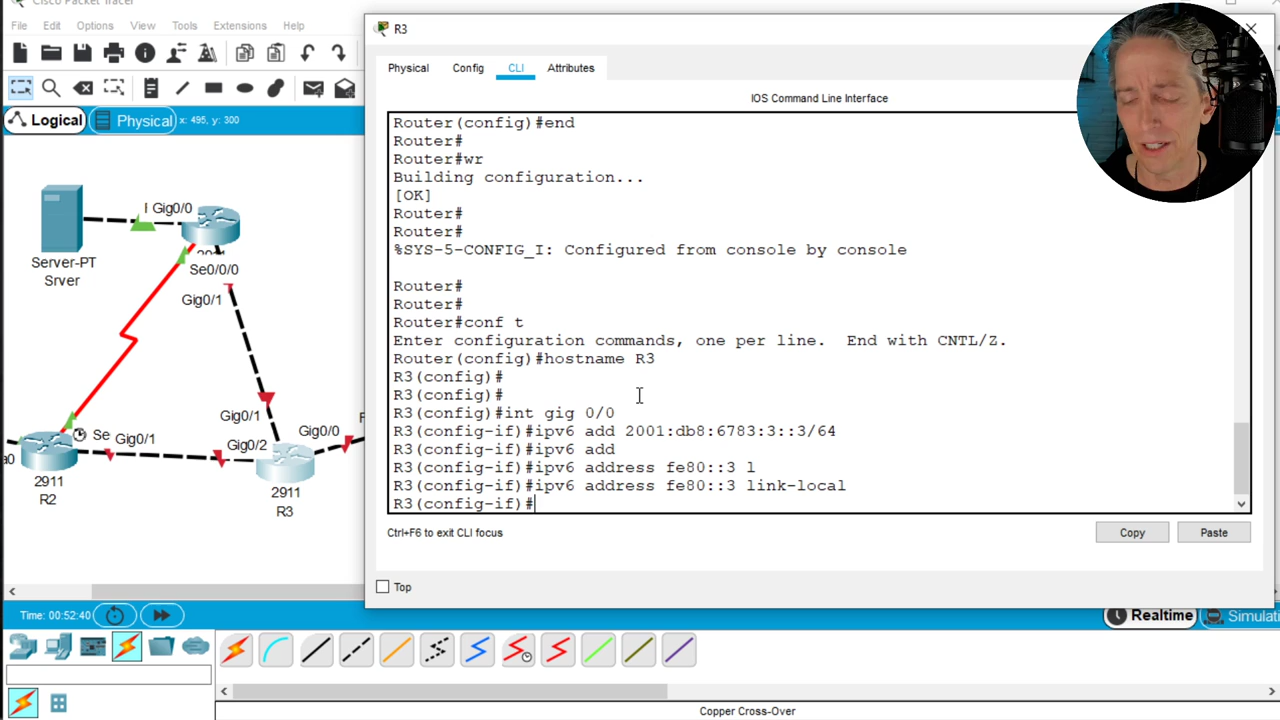 Cisco Packet Tracer
File Edit Options View Tools Extensions Help
Logical
Physical
x: 495, y: 300
Gig0/0
Server-PT
Srver
Se0/0/0
Gig0/1
Gig0/1
Se
Gig0/1
Gig0/2
Gig0/0
F
a0
2911
R2
2911
R3
R3
Physical Config CLI Attributes
IOS Command Line Interface
Router(config)#end
Router#
Router#wr
Building configuration...
[OK]
Router#
Router#
%SYS-5-CONFIG_I: Configured from console by console
Router#
Router#
Router#conf t
Enter configuration commands, one per line.  End with CNTL/Z.
Router(config)#hostname R3
R3(config)#
R3(config)#
R3(config)#int gig 0/0
R3(config-if)#ipv6 add 2001:db8:6783:3::3/64
R3(config-if)#ipv6 add
R3(config-if)#ipv6 address fe80::3 l
R3(config-if)#ipv6 address fe80::3 link-local
R3(config-if)#
Ctrl+F6 to exit CLI focus
Copy
Paste
Top
Time: 00:52:40
Realtime
Simulati
Copper Cross-Over